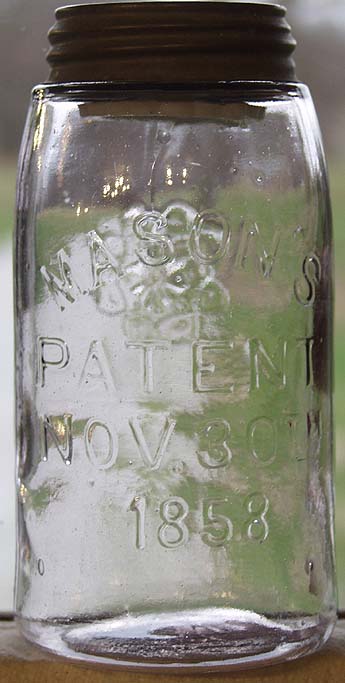 MASON'S
PATENT
NOV. 30TH
1858